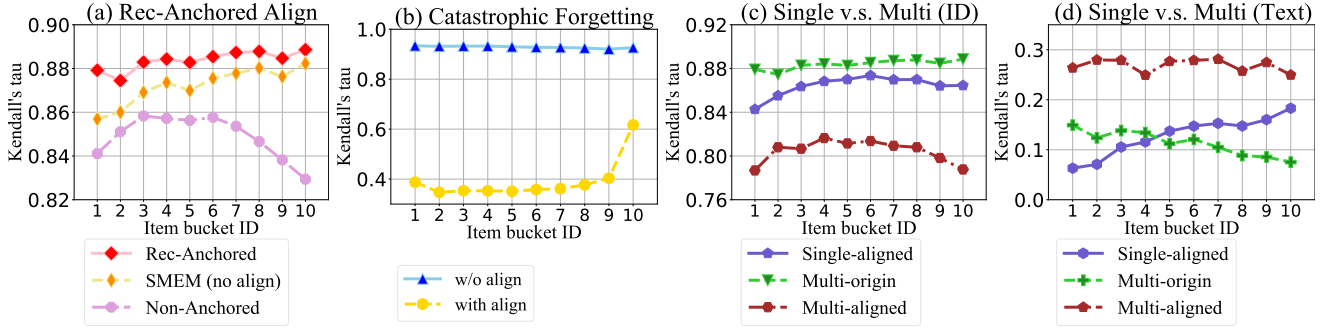 (a) Rec-Anchored Align
Kendall's tau
0.90
0.88
0.86
0.84
0.82
1 2 3 4 5 6 7 8 9 10
Item bucket ID
Rec-Anchored
SMEM (no align)
Non-Anchored
(b) Catastrophic Forgetting
Kendall's tau
1.0
0.8
0.6
0.4
1 2 3 4 5 6 7 8 9 10
Item bucket ID
w/o align
with align
(c) Single v.s. Multi (ID)
Kendall's tau
0.92
0.88
0.84
0.80
0.76
1 2 3 4 5 6 7 8 9 10
Item bucket ID
Single-aligned
Multi-origin
Multi-aligned
(d) Single v.s. Multi (Text)
Kendall's tau
0.3
0.2
0.1
0.0
1 2 3 4 5 6 7 8 9 10
Item bucket ID
Single-aligned
Multi-origin
Multi-aligned